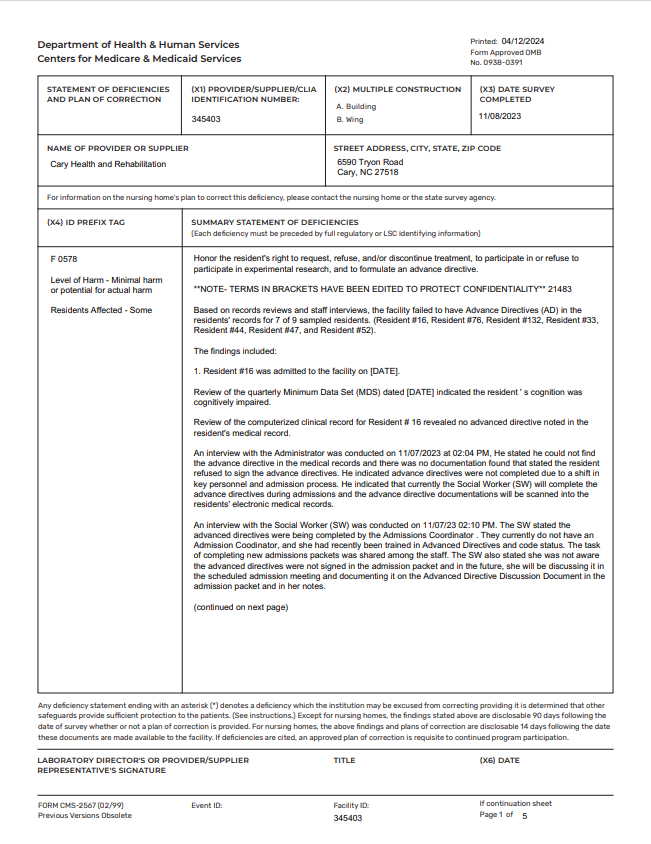 Department of Health & Human Services
Centers for Medicare & Medicaid Services
Printed: 04/12/2024
Form Approved OMB
No. 0938-0391
STATEMENT OF DEFICIENCIES
AND PLAN OF CORRECTION
(X1) PROVIDER/SUPPLIER/CLIA
IDENTIFICATION NUMBER:
345403
(X2) MULTIPLE CONSTRUCTION
A. Building
B. Wing
(X3) DATE SURVEY
COMPLETED
11/08/2023
NAME OF PROVIDER OR SUPPLIER
Cary Health and Rehabilitation
STREET ADDRESS, CITY, STATE, ZIP CODE
6590 Tryon Road
Cary, NC 27518
For information on the nursing home's plan to correct this deficiency, please contact the nursing home or the state survey agency.
(X4) ID PREFIX TAG
SUMMARY STATEMENT OF DEFICIENCIES
(Each deficiency must be preceded by full regulatory or LSC identifying information)
F 0578
Level of Harm - Minimal harm
or potential for actual harm
Residents Affected - Some
Honor the resident's right to request, refuse, and/or discontinue treatment, to participate in or refuse to
participate in experimental research, and to formulate an advance directive.
**NOTE- TERMS IN BRACKETS HAVE BEEN EDITED TO PROTECT CONFIDENTIALITY** 21483
Based on records reviews and staff interviews, the facility failed to have Advance Directives (AD) in the
residents' records for 7 of 9 sampled residents. (Resident #16, Resident #76, Resident #132, Resident #33,
Resident #44, Resident #47, and Resident #52).
The findings included:
1. Resident #16 was admitted to the facility on [DATE].
Review of the quarterly Minimum Data Set (MDS) dated [DATE] indicated the resident ' s cognition was
cognitively impaired.
Review of the computerized clinical record for Resident # 16 revealed no advanced directive noted in the
resident's medical record.
An interview with the Administrator was conducted on 11/07/2023 at 02:04 PM, He stated he could not find
the advance directive in the medical records and there was no documentation found that stated the resident
refused to sign the advance directives. He indicated advance directives were not completed due to a shift in
key personnel and admission process. He indicated that currently the Social Worker (SW) will complete the
advance directives during admissions and the advance directive documentations will be scanned into the
residents' electronic medical records.
An interview with the Social Worker (SW) was conducted on 11/07/23 02:10 PM. The SW stated the
advanced directives were being completed by the Admissions Coordinator . They currently do not have an
Admission Coodinator, and she had recently been trained in Advanced Directives and code status. The task
of completing new admissions packets was shared among the staff. The SW also stated she was not aware
the advanced directives were not signed in the admission packet and in the future, she will be discussing it in
the scheduled admission meeting and documenting it on the Advanced Directive Discussion Document in the
admission packet and in her notes.
(continued on next page)
Any deficiency statement ending with an asterisk (*) denotes a deficiency which the institution may be excused from correcting providing it is determined that other
safeguards provide sufficient protection to the patients. (See instructions.) Except for nursing homes, the findings stated above are disclosable 90 days following the
date of survey whether or not a plan of correction is provided. For nursing homes, the above findings and plans of correction are disclosable 14 days following the date
these documents are made available to the facility. If deficiencies are cited, an approved plan of correction is requisite to continued program participation.
LABORATORY DIRECTOR'S OR PROVIDER/SUPPLIER
REPRESENTATIVE'S SIGNATURE
TITLE
(X6) DATE
FORM CMS-2567 (02/99)
Previous Versions Obsolete
Event ID:
Facility ID:
345403
If continuation sheet
Page 1 of 5